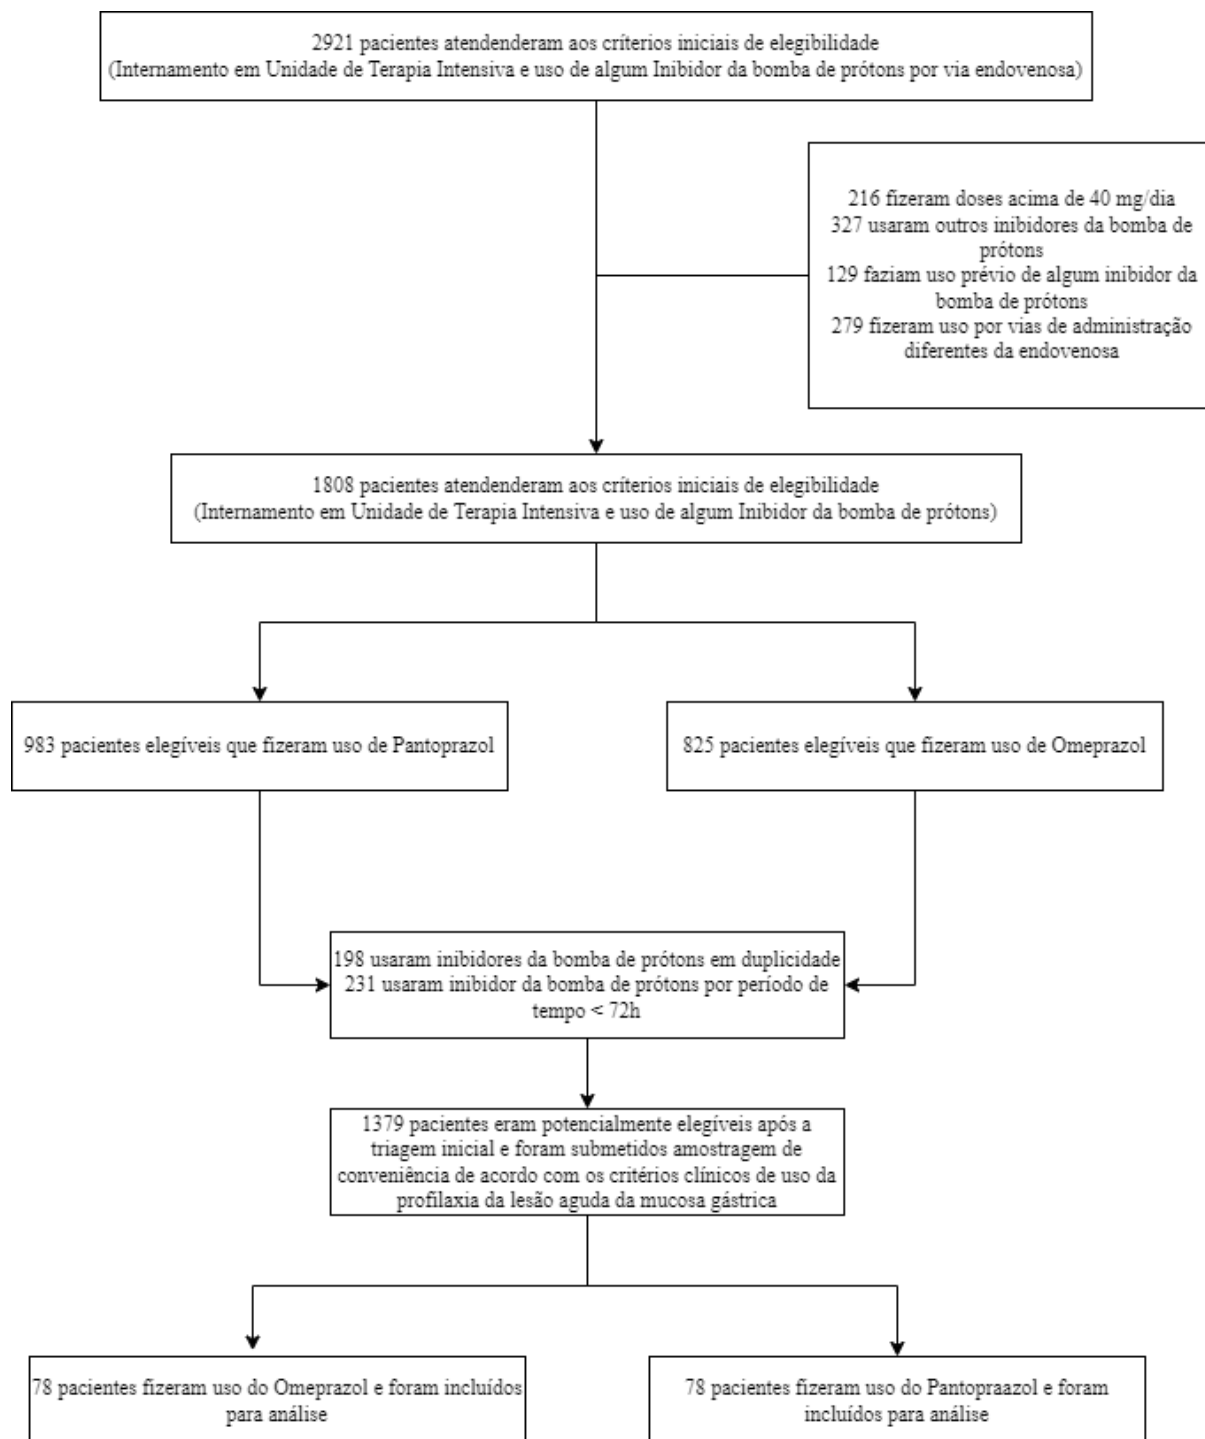 2921 pacientes atendenderam aos críterios iniciais de elegibilidade
(Internamento em Unidade de Terapia Intensiva e uso de algum Inibidor da bomba de prótons por via endovenosa)
216 fizeram doses acima de 40 mg/dia
327 usaram outros inibidores da bomba de
prótons
129 faziam uso prévio de algum inibidor da
bomba de prótons
279 fizeram uso por vias de administração
diferentes da endovenosa
1808 pacientes atendenderam aos críterios iniciais de elegibilidade
(Internamento em Unidade de Terapia Intensiva e uso de algum Inibidor da bomba de prótons)
983 pacientes elegíveis que fizeram uso de Pantoprazol
825 pacientes elegíveis que fizeram uso de Omeprazol
198 usaram inibidores da bomba de prótons em duplicidade
231 usaram inibidor da bomba de prótons por período de
tempo < 72h
1379 pacientes eram potencialmente elegíveis após a
triagem inicial e foram submetidos amostragem de
conveniência de acordo com os critérios clínicos de uso da
profilaxia da lesão aguda da mucosa gástrica
78 pacientes fizeram uso do Omeprazol e foram incluídos
para análise
78 pacientes fizeram uso do Pantopraazol e foram
incluídos para análise